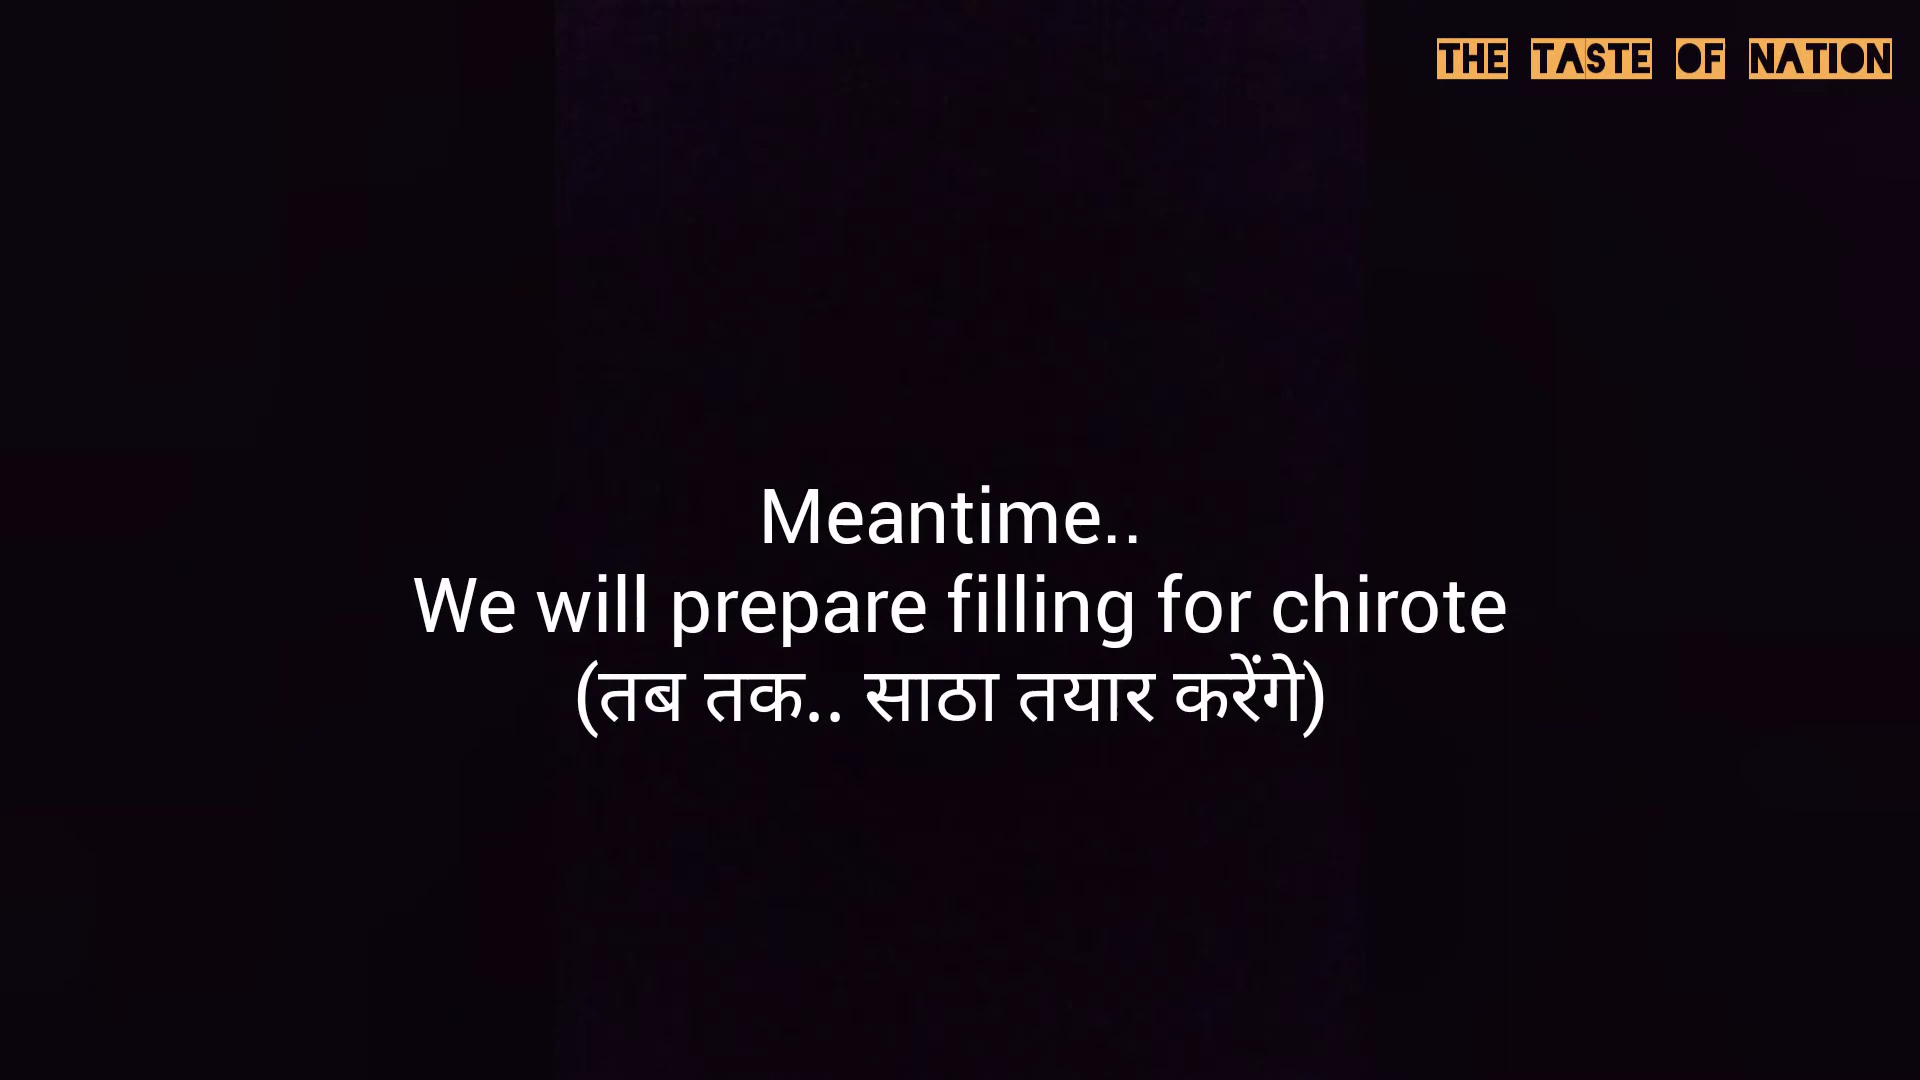 THE TASTE OF NATION
Meantime..
We will prepare filling for chirote
(तब तक.. साठा तयार करेंगे)